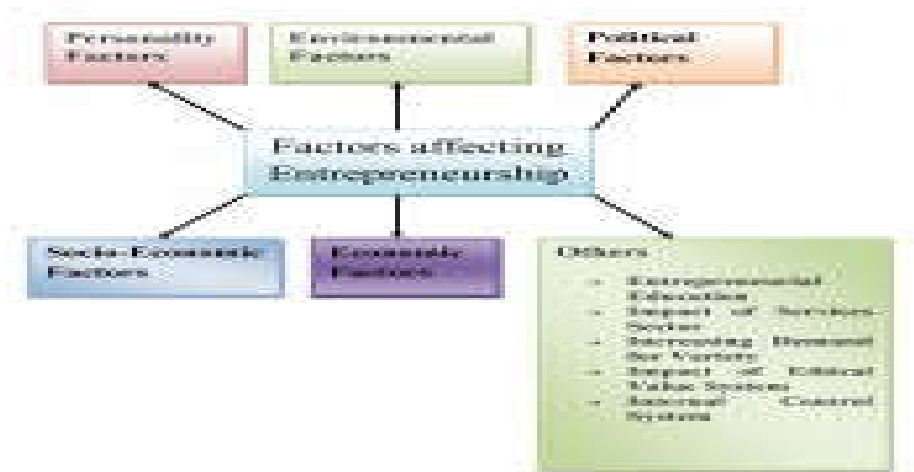 Personality
Factors
Environmental
Factors
Political
Factors
Factors affecting
Entrepreneurship
Socio-Economic
Factors
Economic
Factors
Others
→ Entrepreneurial
Education
→ Impact of Services
Sector
→ Increasing Demand
for Variety
→ Impact of Ethical
Value System
→ Internal Control
System